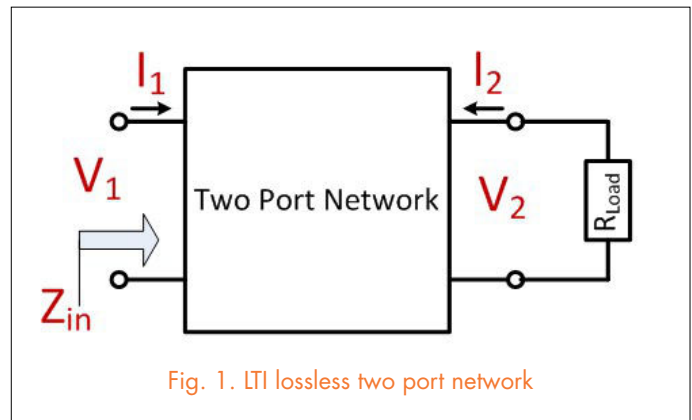 I1
I2
V1
Two Port Network
V2
RLoad
Zin
Fig. 1. LTI lossless two port network